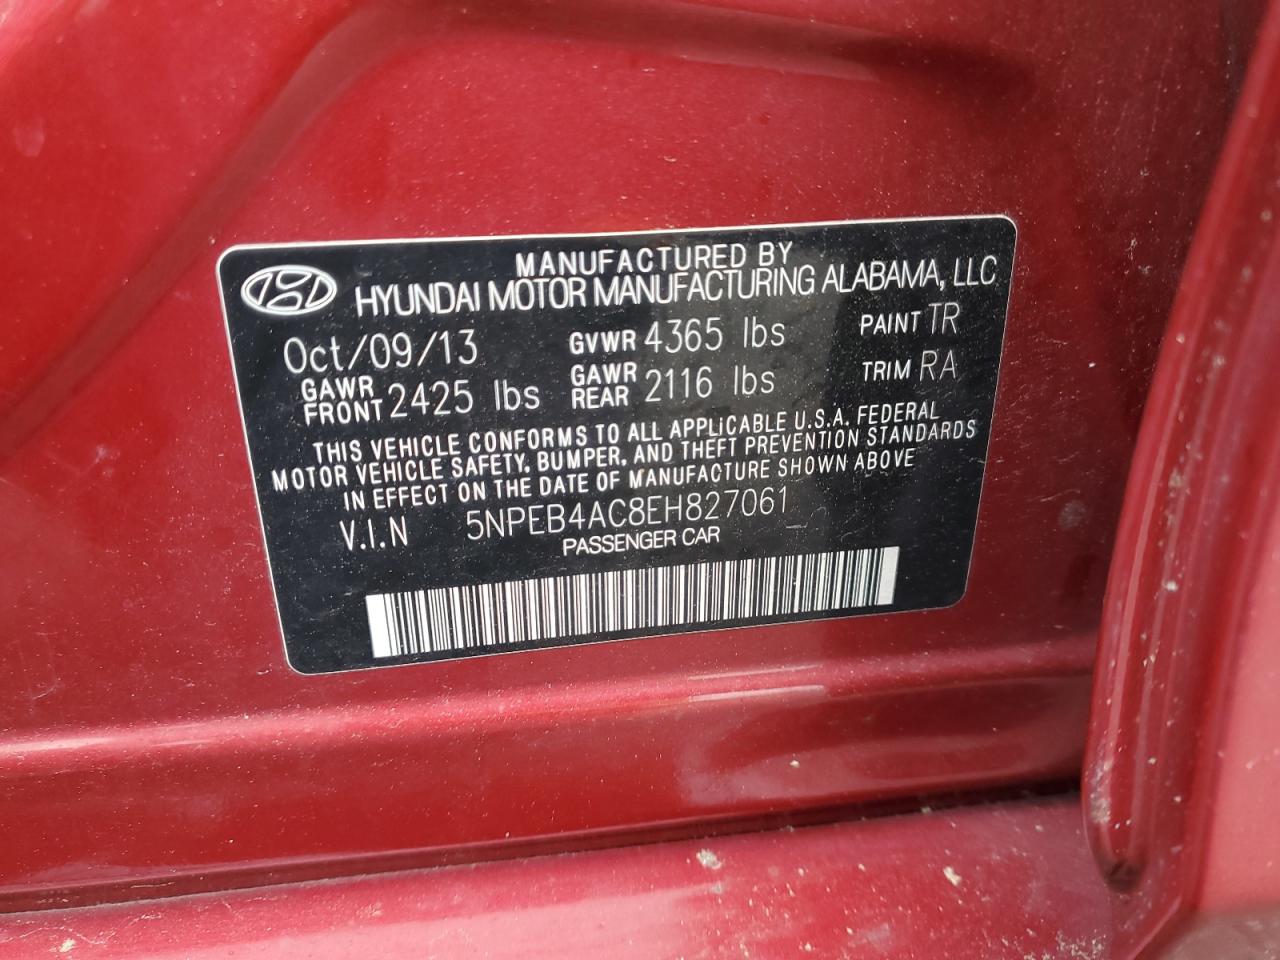 MANUFACTURED BY
HYUNDAI MOTOR MANUFACTURING ALABAMA, LLC
Oct/09/13 GVWR 4365 lbs PAINT TR
GAWR FRONT 2425 lbs GAWR REAR 2116 lbs TRIM RA
THIS VEHICLE CONFORMS TO ALL APPLICABLE U.S.A. FEDERAL
MOTOR VEHICLE SAFETY, BUMPER, AND THEFT PREVENTION STANDARDS
IN EFFECT ON THE DATE OF MANUFACTURE SHOWN ABOVE
V.I.N 5NPEB4AC8EH827061
PASSENGER CAR